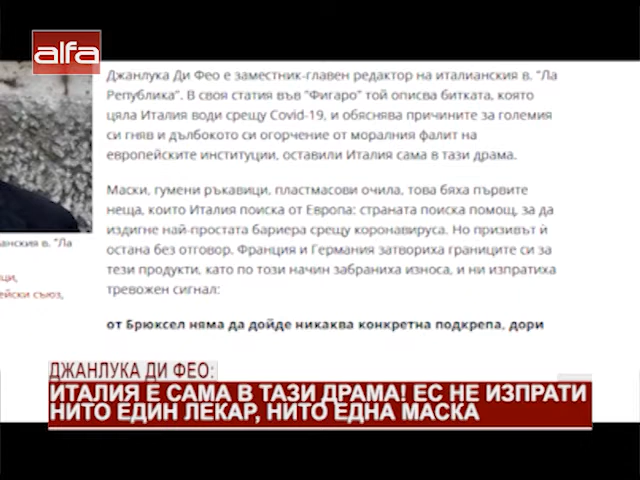 alfa
Джанлука Ди Фео е заместник-главен редактор на италианския в. "Ла
Република". В своя статия във "Фигаро" той описва битката, която
цяла Италия води срещу Covid-19, и обяснява причините за големия
си гняв и дълбокото си огорчение от моралния фалит на
европейските институции, оставили Италия сама в тази драма.
Маски, гумени ръкавици, пластмасови очила, това бяха първите
неща, които Италия поиска от Европа: страната поиска помощ, за да
издигне най-простата бариера срещу коронавируса. Но призивът ѝ
остана без отговор. Франция и Германия затвориха границите си за
тези продукти, като по този начин забраниха износа, и ни изпратиха
тревожен сигнал:
от Брюксел няма да дойде никаква конкретна подкрепа, дори
анския в. "Ла
ци,
ейски съюз,
ДЖАНЛУКА ДИ ФЕО:
ИТАЛИЯ Е САМА В ТАЗИ ДРАМА! ЕС НЕ ИЗПРАТИ
НИТО ЕДИН ЛЕКАР, НИТО ЕДНА МАСКА